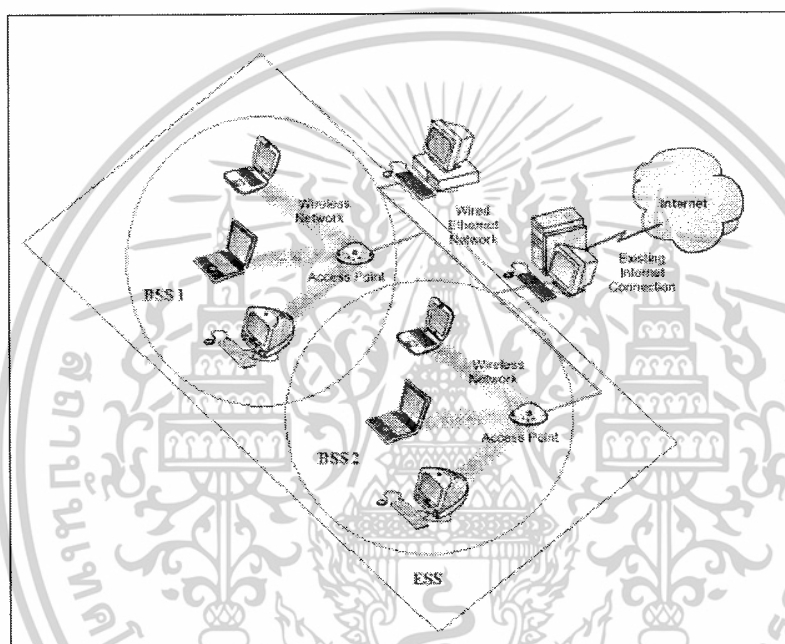 Wireless
Network
Access Point
BSS 1
Wired
Ethernet
Network
Internet
Existing
Internet
Connection
Wireless
Network
Access Point
BSS 2
ESS